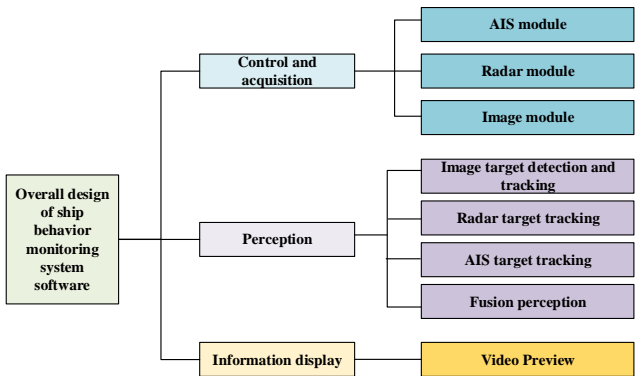 AIS module
Control and
acquisition
Radar module
Image module
Overall design
of ship
behavior
monitoring
system
software
Image target detection and
tracking
Radar target tracking
Perception
AIS target tracking
Fusion perception
Information display
Video Preview